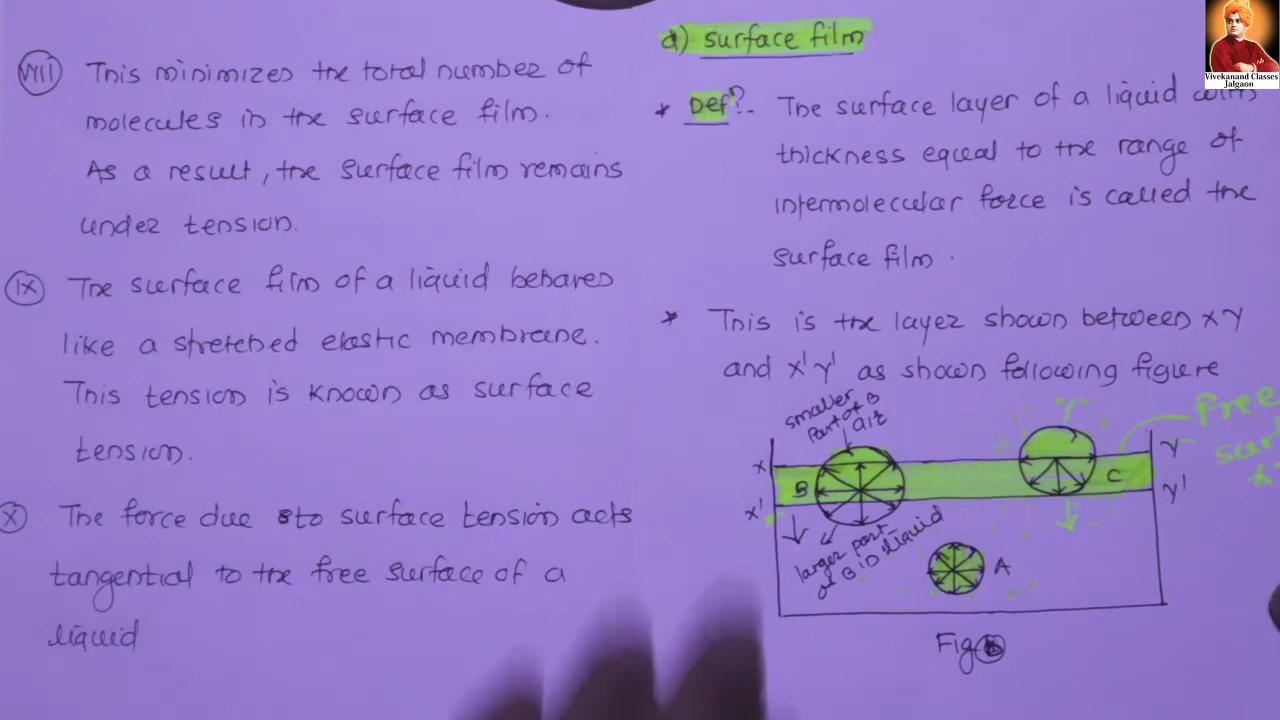 VIII This minimizes the total number of
molecules in the surface film.
As a result, the surface film remains
under tension.
IX The surface film of a liquid behaves
like a stretched elastic membrane.
This tension is known as surface
tension.
X The force due to surface tension acts
tangential to the free surface of a
liquid
d) surface film
* Defn:- The surface layer of a liquid with
thickness equal to the range of
intermolecular force is called the
surface film.
* This is the layer shown between XY
and X'Y' as shown following figure
smaller
part of B
air
Free
X
Y
B
C
X'
Y'
larger part
of B in liquid
A
Fig
Vivekanand Classes
Jalgaon